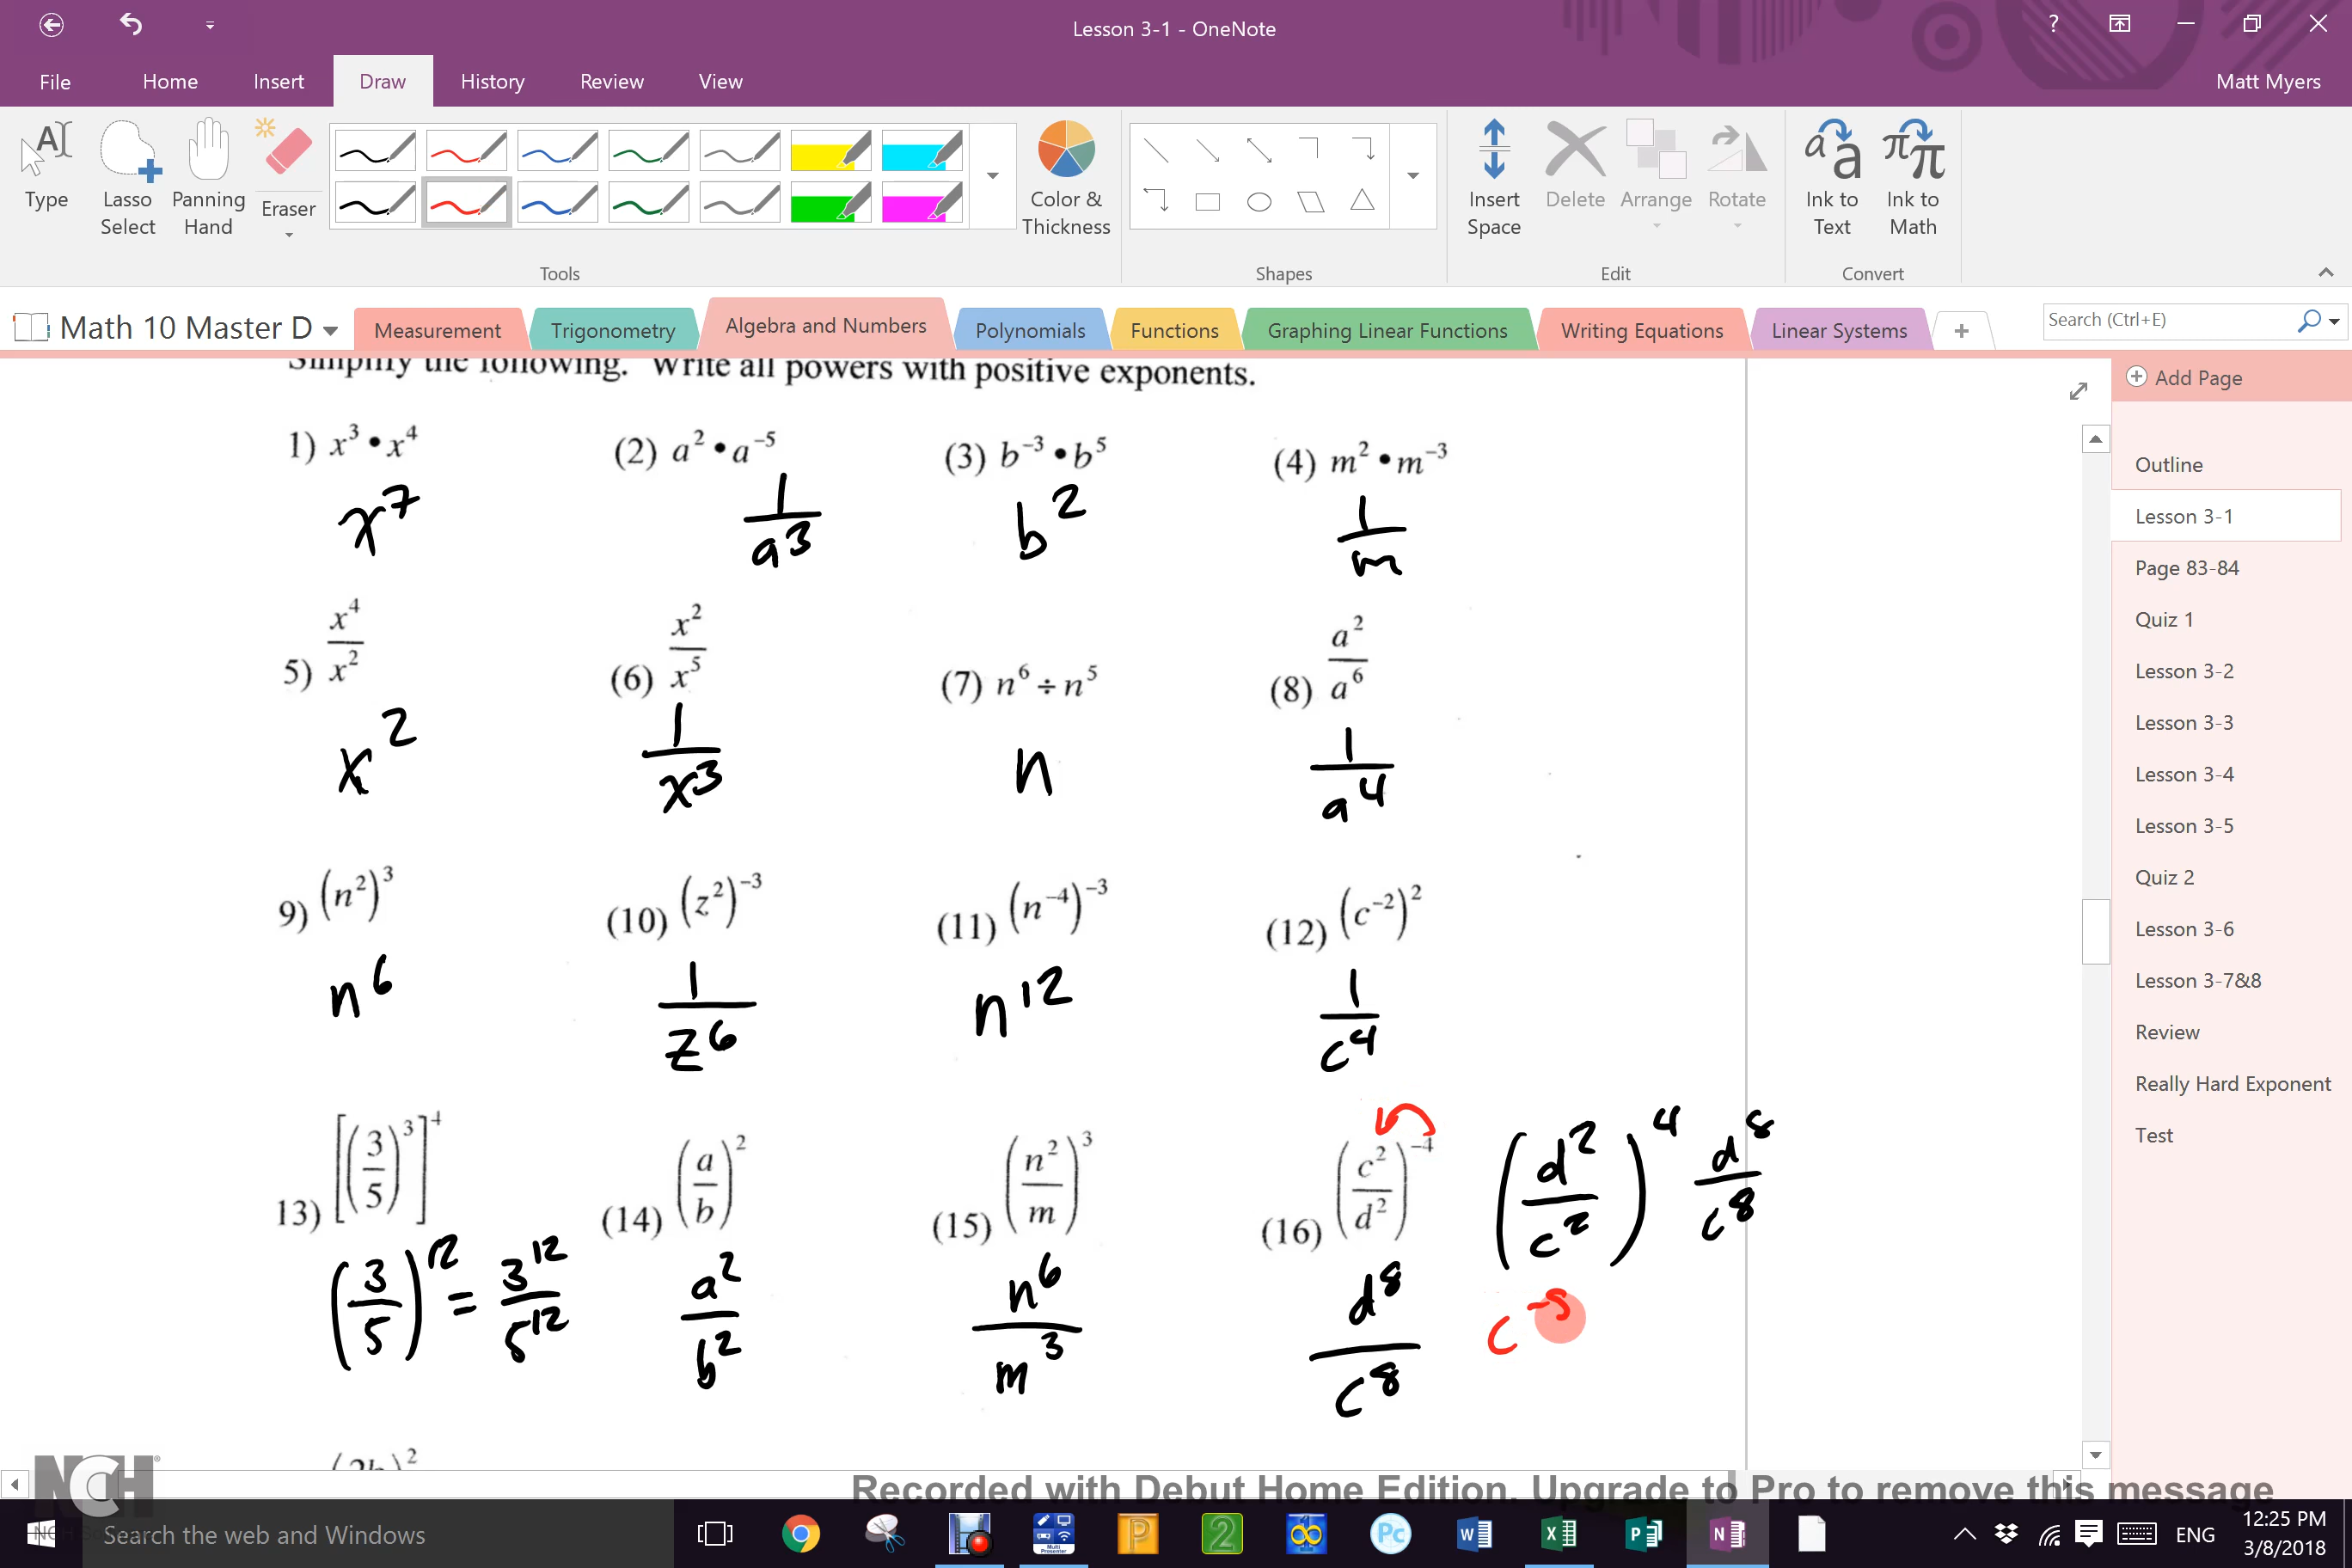 Lesson 3-1 - OneNote
?
File Home Insert Draw History Review View Matt Myers
Type Lasso Select Panning Hand Eraser Color & Thickness Insert Space Delete Arrange Rotate Ink to Text Ink to Math
Tools Shapes Edit Convert
Math 10 Master D Measurement Trigonometry Algebra and Numbers Polynomials Functions Graphing Linear Functions Writing Equations Linear Systems + Search (Ctrl+E)
Simplify the following. Write all powers with positive exponents.
1) x³ • x⁴ (2) a² • a⁻⁵ (3) b⁻³ • b⁵ (4) m² • m⁻³
x⁷ 1/a³ b² 1/m
5) x⁴/x² (6) x²/x⁵ (7) n⁶ ÷ n⁵ (8) a²/a⁶
x² 1/x³ n 1/a⁴
9) (n²)³ (10) (z²)⁻³ (11) (n⁻⁴)⁻³ (12) (c⁻²)²
n⁶ 1/z⁶ n¹² 1/c⁴
13) [(3/5)³]⁴ (14) (a/b)² (15) (n²/m)³ (16) (c²/d²)⁻⁴ (d²/c²)⁴ d⁸/c⁸
(3/5)¹² = 3¹²/5¹² a²/b² n⁶/m³ d⁸/c⁸
(2b)²
Add Page
Outline
Lesson 3-1
Page 83-84
Quiz 1
Lesson 3-2
Lesson 3-3
Lesson 3-4
Lesson 3-5
Quiz 2
Lesson 3-6
Lesson 3-7&8
Review
Really Hard Exponent
Test
NCH
Recorded with Debut Home Edition. Upgrade to Pro to remove this message
Search the web and Windows
ENG
12:25 PM
3/8/2018